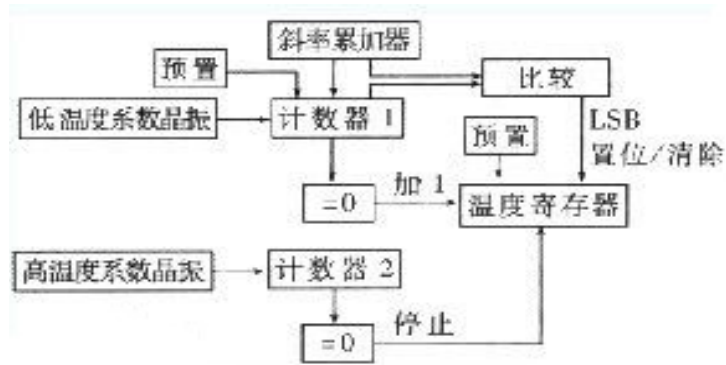 斜率累加器
预置
比较
低温度系数晶振
计数器 1
LSB
置位/清除
预置
=0
加 1
温度寄存器
高温度系数晶振
计数器 2
=0
停止